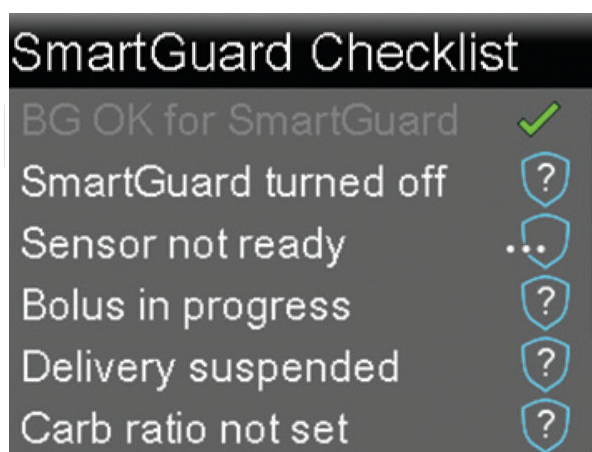 SmartGuard Checklist
BG OK for SmartGuard
SmartGuard turned off ?
Sensor not ready ...
Bolus in progress ?
Delivery suspended ?
Carb ratio not set ?